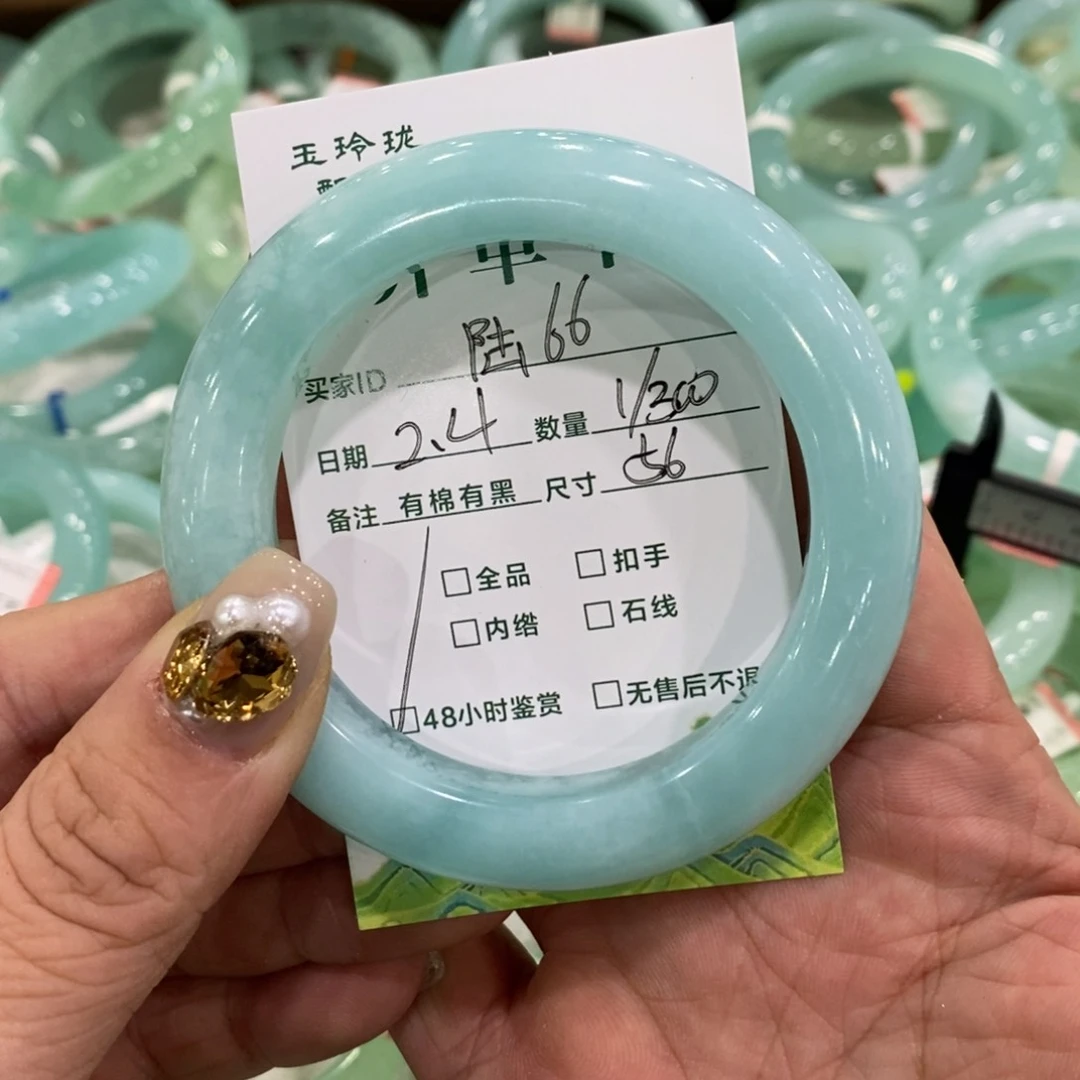 玉玲珑
买家ID 陆66
日期 2.4 数量 1/300
备注 有棉有黑 尺寸 56
□全品 □扣手
□内绺 □石线
□48小时鉴赏 □无售后不退